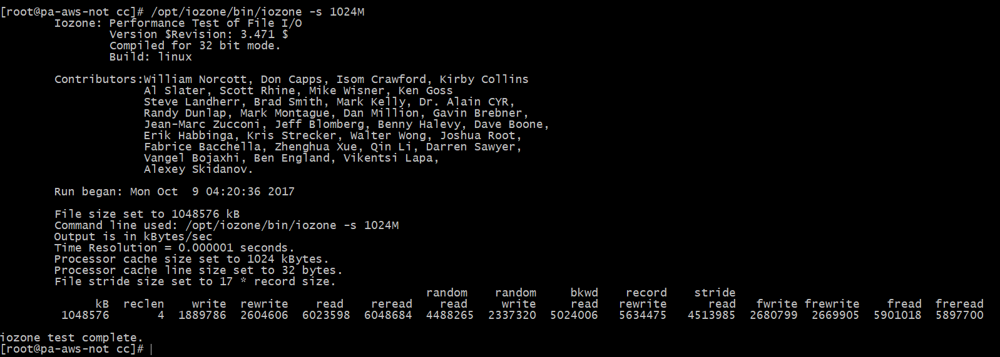 [root@pa-aws-not cc]# /opt/iozone/bin/iozone -s 1024M
Iozone: Performance Test of File I/O
Version $Revision: 3.471 $
Compiled for 32 bit mode.
Build: linux
Contributors:William Norcott, Don Capps, Isom Crawford, Kirby Collins
Al Slater, Scott Rhine, Mike Wisner, Ken Goss
Steve Landherr, Brad Smith, Mark Kelly, Dr. Alain CYR,
Randy Dunlap, Mark Montague, Dan Million, Gavin Brebner,
Jean-Marc Zucconi, Jeff Blomberg, Benny Halevy, Dave Boone,
Erik Habbinga, Kris Strecker, Walter Wong, Joshua Root,
Fabrice Bacchella, Zhenghua Xue, Qin Li, Darren Sawyer,
Vangel Bojaxhi, Ben England, Vikentsi Lapa,
Alexey Skidanov.
Run began: Mon Oct  9 04:20:36 2017
File size set to 1048576 kB
Command line used: /opt/iozone/bin/iozone -s 1024M
Output is in kBytes/sec
Time Resolution = 0.000001 seconds.
Processor cache size set to 1024 kBytes.
Processor cache line size set to 32 bytes.
File stride size set to 17 * record size.
random random bkwd record stride
kB reclen write rewrite read reread read write read rewrite read fwrite frewrite fread freread
1048576 4 1889786 2604606 6023598 6048684 4488265 2337320 5024006 5634475 4513985 2680799 2669905 5901018 5897700
iozone test complete.
[root@pa-aws-not cc]#